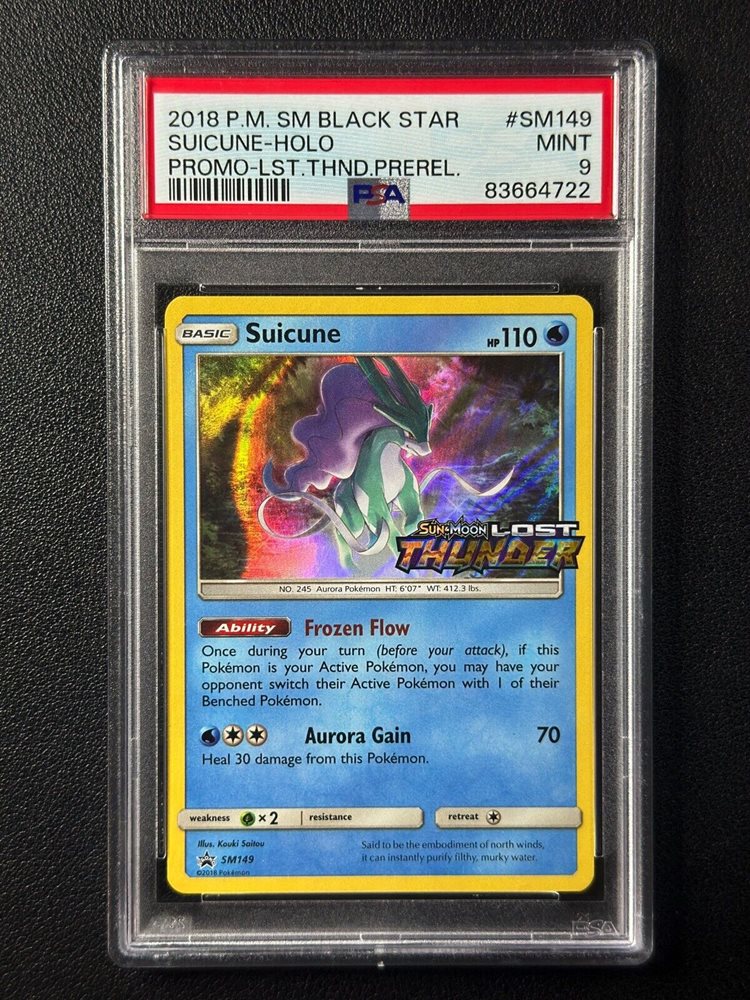 2018 P.M. SM BLACK STAR #SM149
SUICUNE-HOLO MINT
PROMO-LST.THND.PREREL. 9
PSA 83664722
BASIC Suicune HP 110
SUN & MOON LOST
THUNDER
NO. 245 Aurora Pokémon HT: 6'07" WT: 412.3 lbs.
Ability Frozen Flow
Once during your turn (before your attack), if this
Pokémon is your Active Pokémon, you may have your
opponent switch their Active Pokémon with 1 of their
Benched Pokémon.
Aurora Gain 70
Heal 30 damage from this Pokémon.
weakness ×2 resistance retreat
Illus. Kouki Saitou
SM149
©2018 Pokémon
Said to be the embodiment of north winds,
it can instantly purify filthy, murky water.
PSA